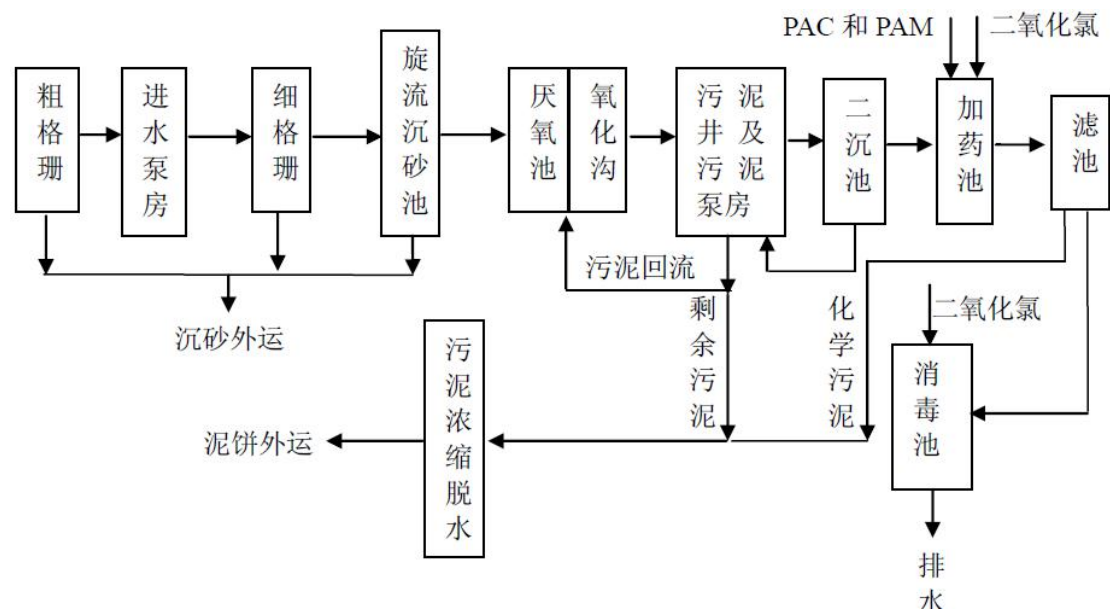 PAC 和 PAM
二氧化氯
粗格珊
进水泵房
细格珊
旋流沉砂池
厌氧池
氧化沟
污泥井及污泥泵房
二沉池
加药池
滤池
污泥回流
沉砂外运
剩余污泥
化学污泥
二氧化氯
消毒池
污泥浓缩脱水
泥饼外运
排水